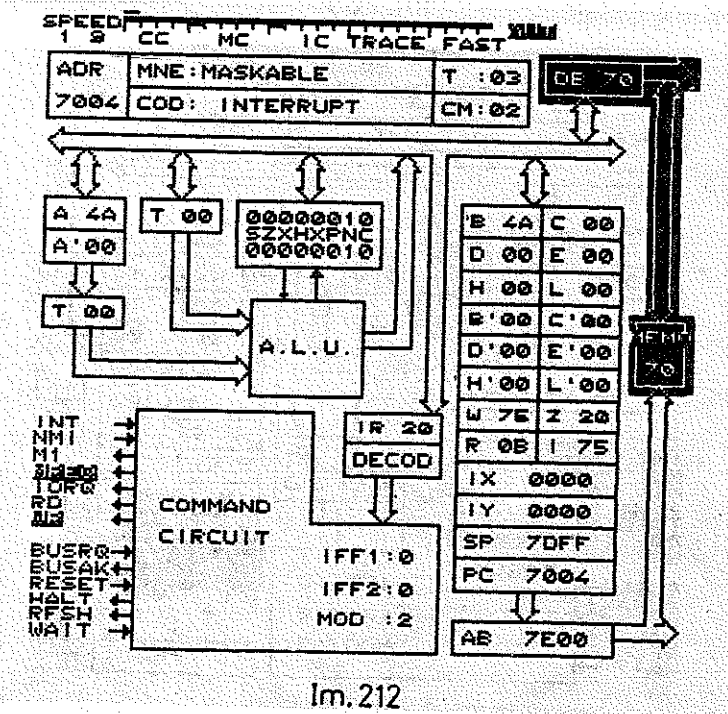 SPEED
1 9 CC MC IC TRACE FAST
ADR MNE:MASKABLE T :03
7004 COD: INTERRUPT CM:02
DB 70
A 4A
A'00
T 00
00000010
SZXHXPNC
00000010
T 00
A.L.U.
B 4A C 00
D 00 E 00
H 00 L 00
B'00 C'00
D'00 E'00
H'00 L'00
W 7E Z 20
R 0B I 75
IX 0000
IY 0000
SP 7DFF
PC 7004
AB 7E00
70
IR 20
DECOD
INT
NMI
M1
IORQ
RD
BUSRQ
BUSAK
RESET
HALT
RFSH
WAIT
COMMAND
CIRCUIT
IFF1:0
IFF2:0
MOD :2
Im.212